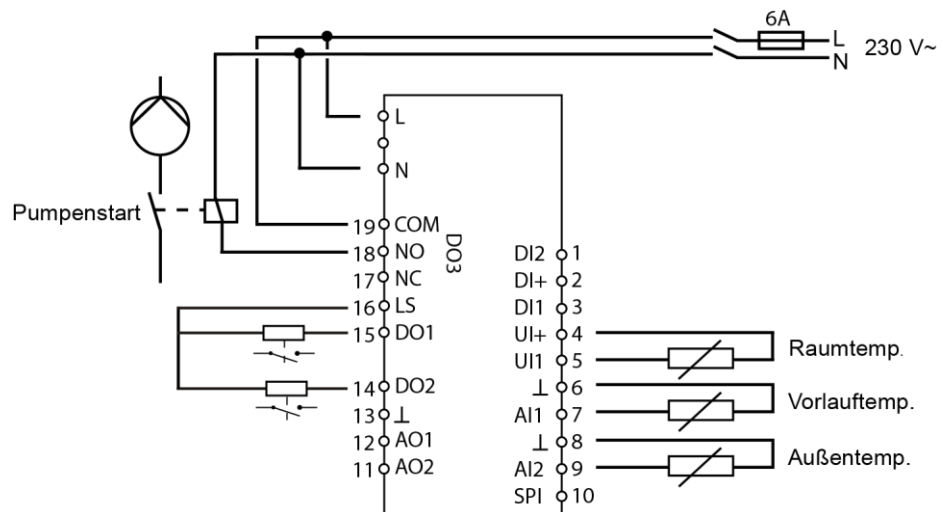 6A
L
N
230 V~
L
N
Pumpenstart
19 COM
18 NO
17 NC
DO3
16 LS
15 DO1
14 DO2
13 ⊥
12 AO1
11 AO2
DI2 1
DI+ 2
DI1 3
UI+ 4
UI1 5
⊥ 6
AI1 7
⊥ 8
AI2 9
SPI 10
Raumtemp.
Vorlauftemp.
Außentemp.